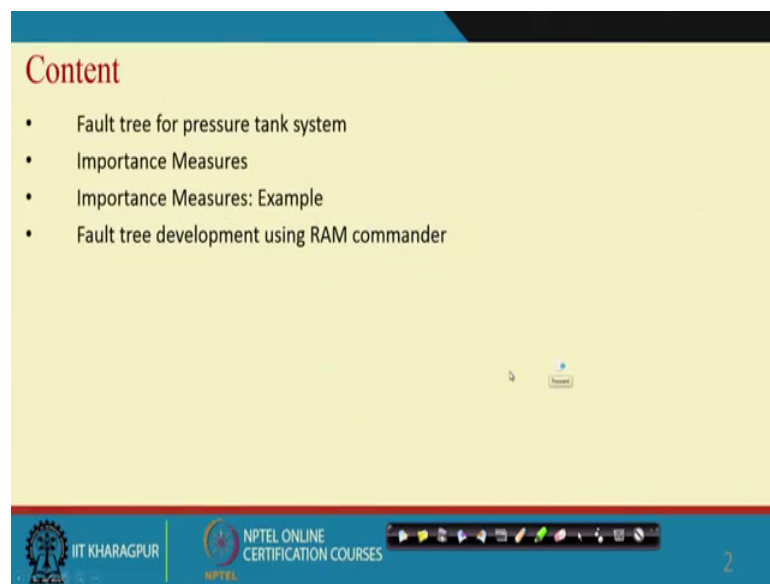 Content
• Fault tree for pressure tank system
• Importance Measures
• Importance Measures: Example
• Fault tree development using RAM commander
IIT KHARAGPUR
NPTEL
NPTEL ONLINE
CERTIFICATION COURSES
2